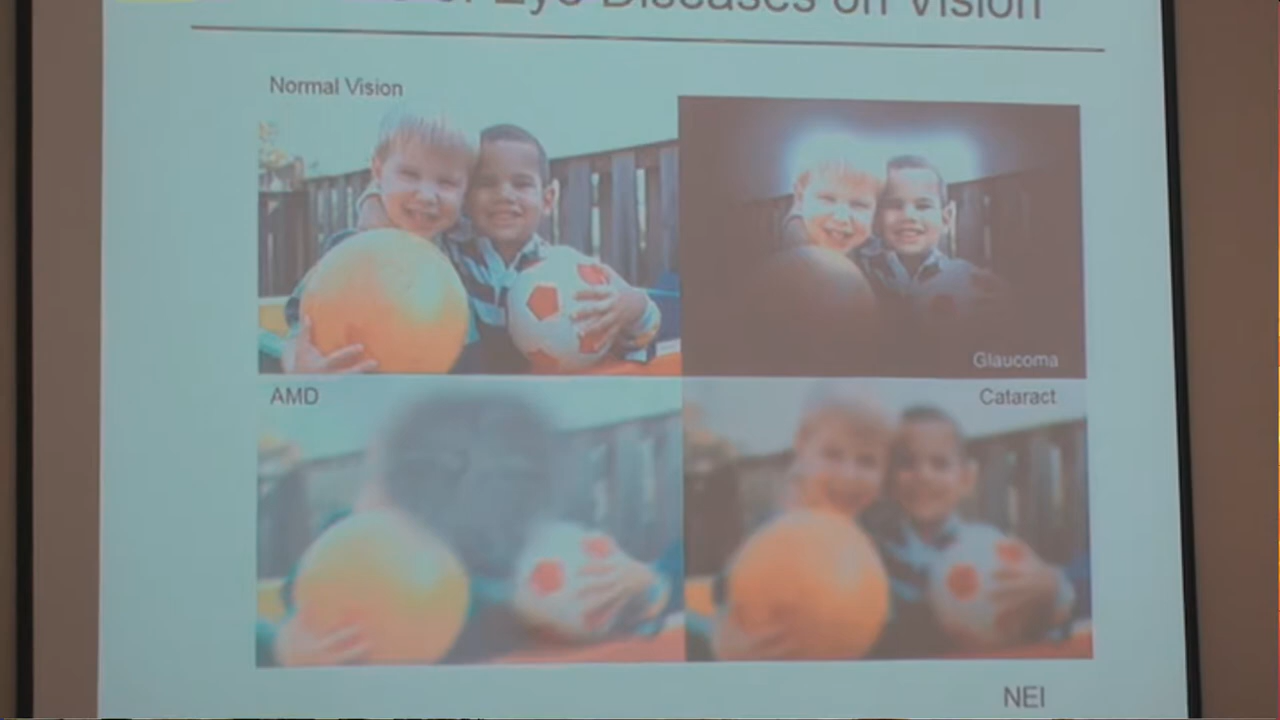 Eye Diseases on Vision
Normal Vision
Glaucoma
AMD
Cataract
NEI